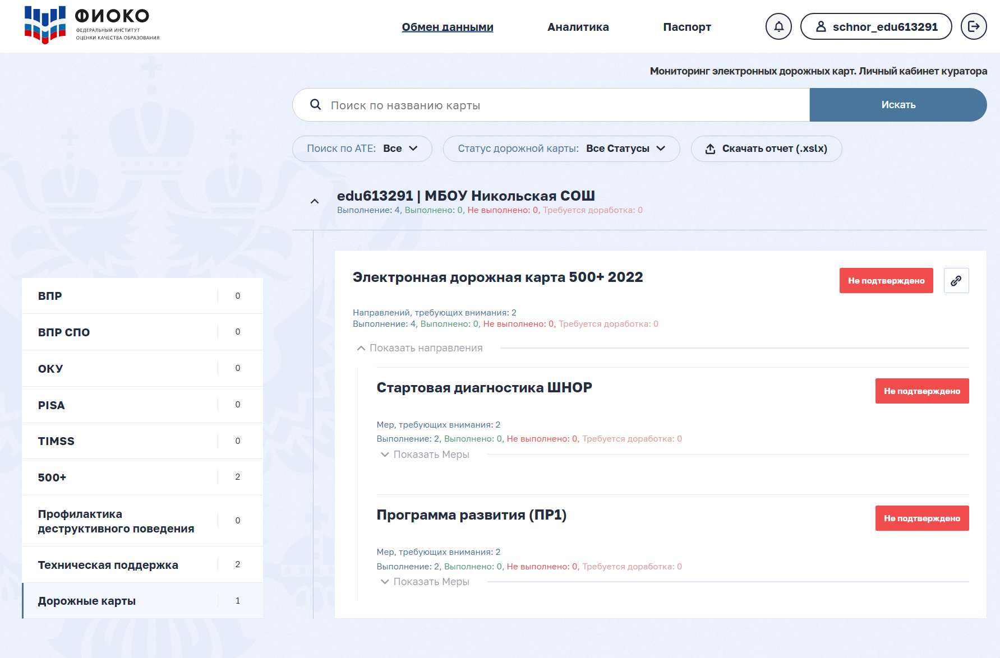 ФИОКО
ФЕДЕРАЛЬНЫЙ ИНСТИТУТ
ОЦЕНКИ КАЧЕСТВА ОБРАЗОВАНИЯ
Обмен данными
Аналитика
Паспорт
schnor_edu613291
Мониторинг электронных дорожных карт. Личный кабинет куратора
Поиск по названию карты
Искать
Поиск по АТЕ: Все
Статус дорожной карты: Все Статусы
Скачать отчет (.xslx)
edu613291 | МБОУ Никольская СОШ
Выполнение: 4, Выполнено: 0, Не выполнено: 0, Требуется доработка: 0
ВПР 0
ВПР СПО 0
ОКУ 0
PISA 0
TIMSS 0
500+ 2
Профилактика
деструктивного поведения 0
Техническая поддержка 2
Дорожные карты 1
Электронная дорожная карта 500+ 2022
Не подтверждено
Направлений, требующих внимания: 2
Выполнение: 4, Выполнено: 0, Не выполнено: 0, Требуется доработка: 0
Показать направления
Стартовая диагностика ШНОР
Не подтверждено
Мер, требующих внимания: 2
Выполнение: 2, Выполнено: 0, Не выполнено: 0, Требуется доработка: 0
Показать Меры
Программа развития (ПР1)
Не подтверждено
Мер, требующих внимания: 2
Выполнение: 2, Выполнено: 0, Не выполнено: 0, Требуется доработка: 0
Показать Меры